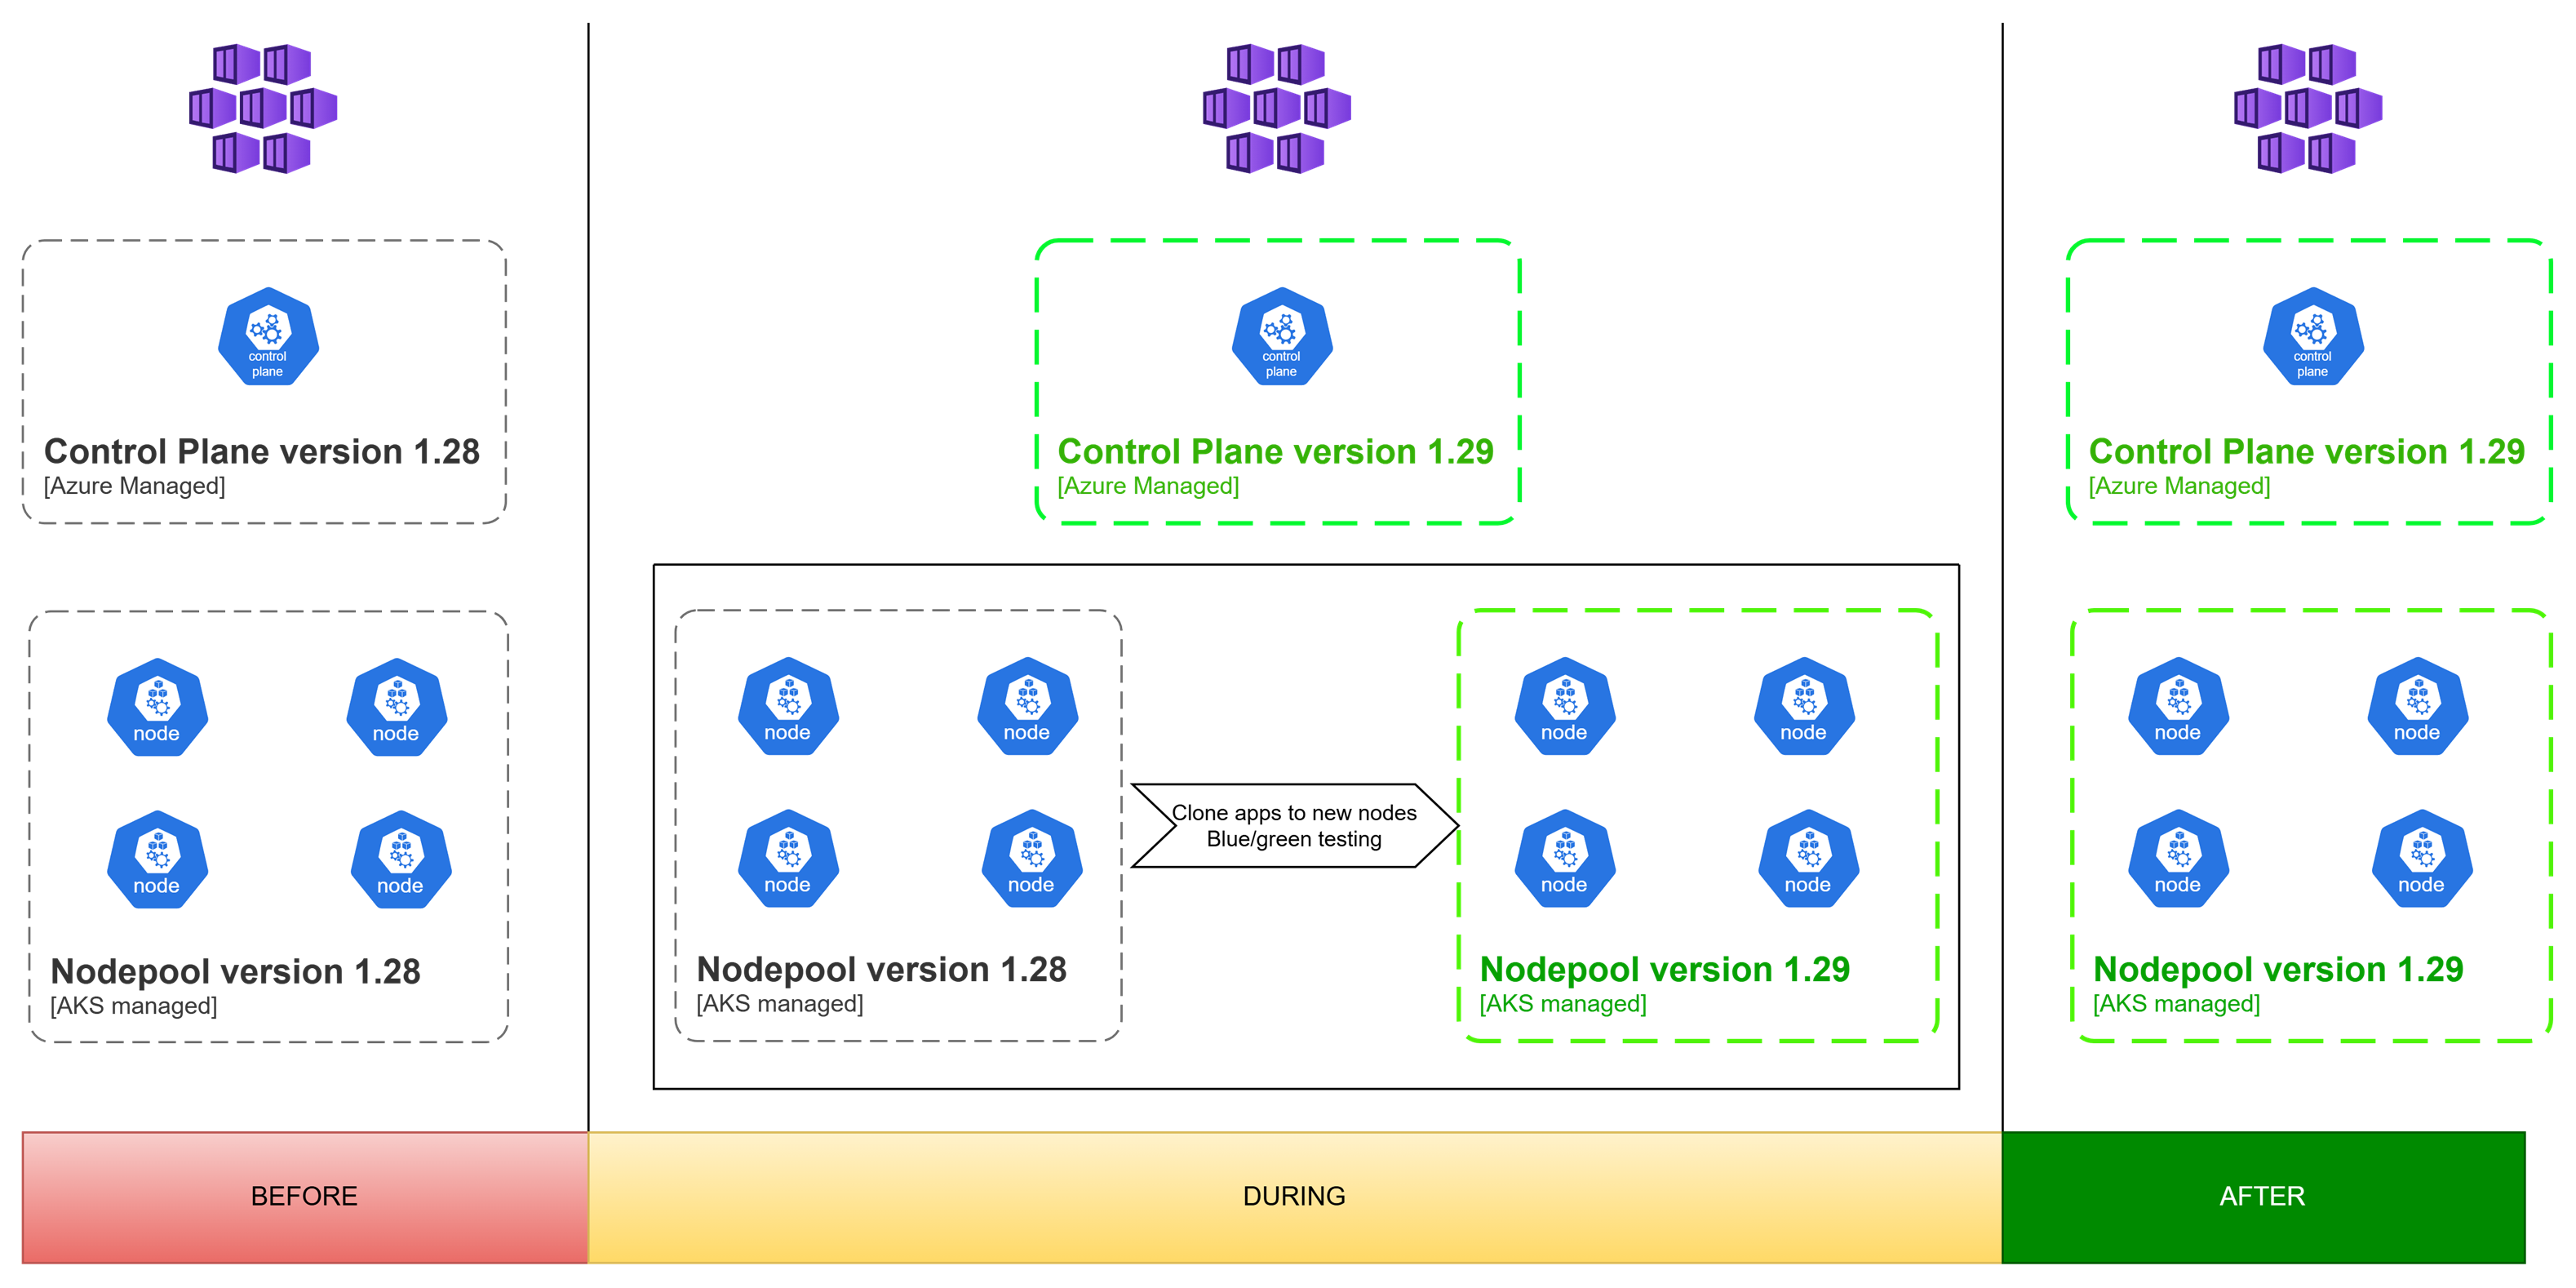 control
plane
Control Plane version 1.28
[Azure Managed]
node
node
node
node
Nodepool version 1.28
[AKS managed]
control
plane
Control Plane version 1.29
[Azure Managed]
node
node
node
node
Nodepool version 1.28
[AKS managed]
Clone apps to new nodes
Blue/green testing
node
node
node
node
Nodepool version 1.29
[AKS managed]
control
plane
Control Plane version 1.29
[Azure Managed]
node
node
node
node
Nodepool version 1.29
[AKS managed]
BEFORE
DURING
AFTER